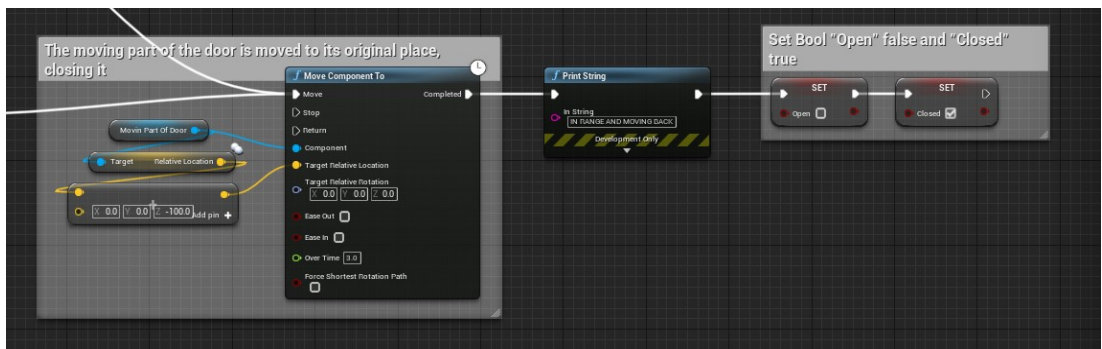 The moving part of the door is moved to its original place,
closing it
Move Component To
Move
Completed
Stop
Return
Movin Part Of Door
Component
Target
Relative Location
Target Relative Location
Target Relative Rotation
X 0.0 Y 0.0 Z 0.0
X 0.0 Y 0.0 Z -100.0 Add pin +
Ease Out
Ease In
Over Time 3.0
Force Shortest Rotation Path
Print String
In String
IN RANGE AND MOVING BACK
Development Only
Set Bool "Open" false and "Closed"
true
SET
Open
SET
Closed